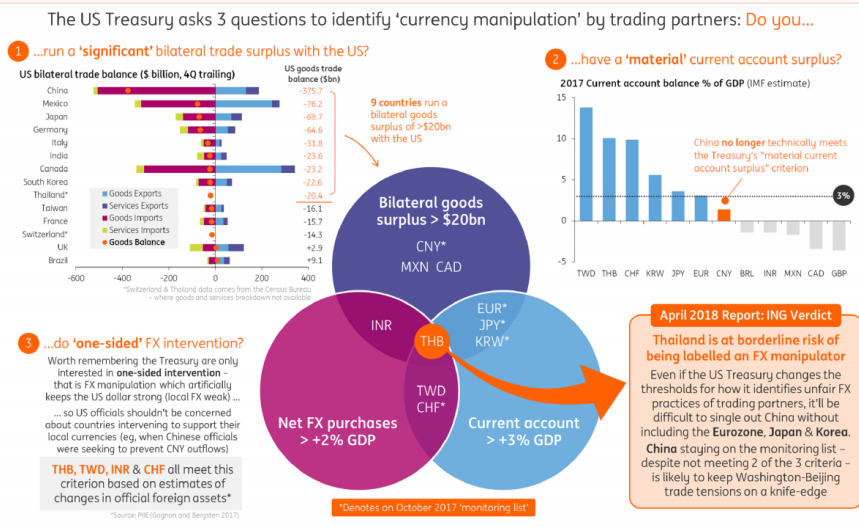 The US Treasury asks 3 questions to identify ‘currency manipulation’ by trading partners: Do you...
1 ...run a ‘significant’ bilateral trade surplus with the US?
US bilateral trade balance ($ billion, 4Q trailing)
US goods trade
balance ($bn)
China -375.7
Mexico -76.2
Japan -69.7
Germany -64.6
Italy -31.8
India -23.6
Canada -23.2
South Korea -22.6
Thailand* -20.4
Taiwan -16.1
France -15.7
Switzerland* -14.3
UK +2.9
Brazil +9.1
Goods Exports
Services Exports
Goods Imports
Services Imports
Goods Balance
-600 -400 -200 0 200 400
*Switzerland & Thailand data comes from the Census Bureau
– where goods and services breakdown not available
9 countries run a
bilateral goods
surplus of >$20bn
with the US
2 ...have a ‘material’ current account surplus?
2017 Current account balance % of GDP (IMF estimate)
15
10
5
0
-5
China no longer technically meets
the Treasury's "material current
account surplus" criterion
3%
TWD THB CHF KRW JPY EUR CNY BRL INR MXN CAD GBP
Bilateral goods
surplus > $20bn
CNY*
MXN CAD
INR
EUR*
JPY*
KRW*
THB
TWD
CHF*
Net FX purchases
> +2% GDP
Current account
> +3% GDP
*Denotes on October 2017 ‘monitaring list’
3 ...do ‘one-sided’ FX intervention?
Worth remembering the Treasury are only
interested in one-sided intervention –
that is FX manipulation which artificially
keeps the US dollar strong (local FX weak) ...
... so US officials shouldn't be concerned
about countries intervening to support their
local currencies (eg, when Chinese officials
were seeking to prevent CNY outflows)
THB, TWD, INR & CHF all meet this
criterion based on estimates of
changes in official foreign assets*
*Source: PIIE (Gagnon and Bergsten 2017)
April 2018 Report: ING Verdict
Thailand is at borderline risk of
being labelled an FX manipulator
Even if the US Treasury changes the
thresholds for how it identifies unfair FX
practices of trading partners, it'll be
difficult to single out China without
including the Eurozone, Japan & Korea.
China staying on the monitoring list –
despite not meeting 2 of the 3 criteria –
is likely to keep Washington-Beijing
trade tensions on a knife-edge